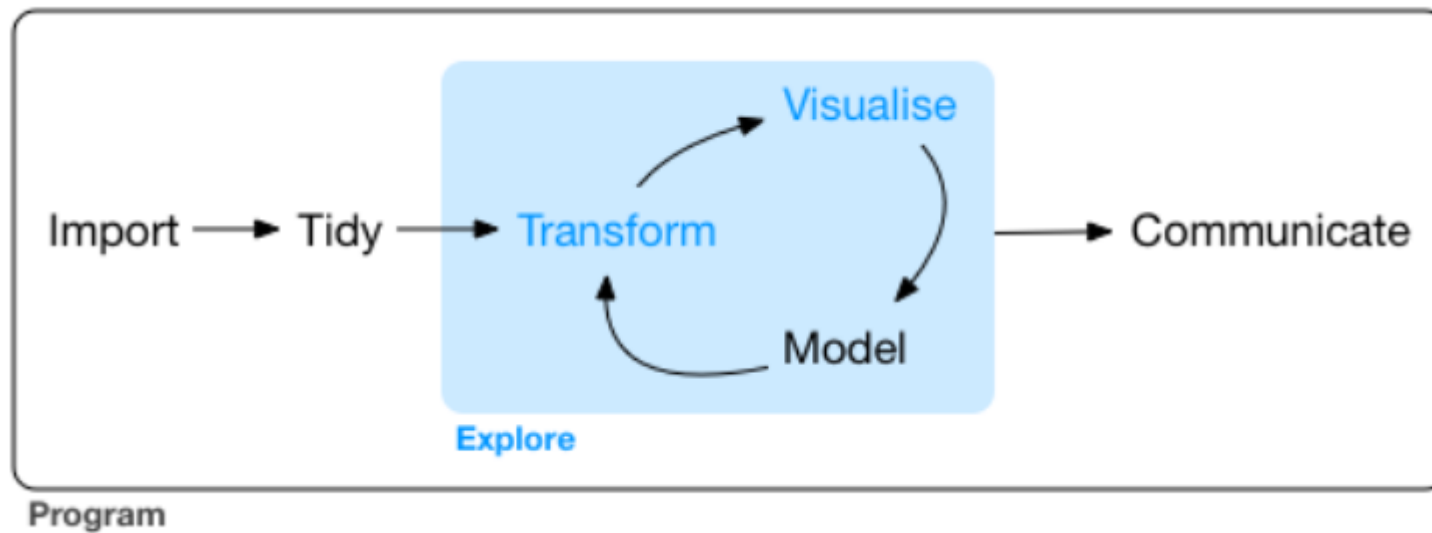 Visualise
Import
Tidy
Transform
Communicate
Model
Explore
Program